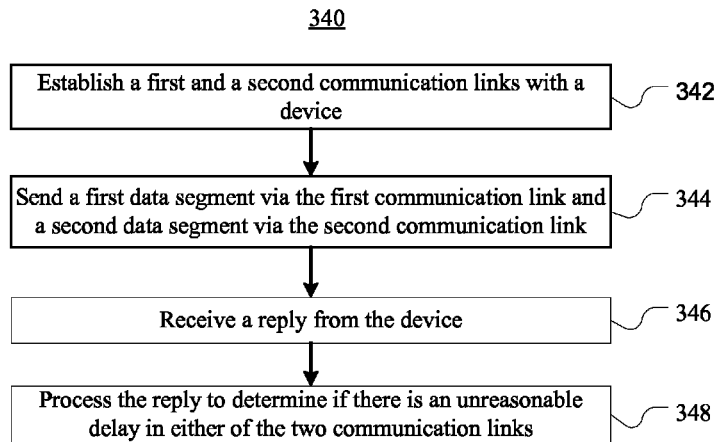 340
Establish a first and a second communication links with a
device
342
Send a first data segment via the first communication link and
a second data segment via the second communication link
344
Receive a reply from the device
346
Process the reply to determine if there is an unreasonable
delay in either of the two communication links
348